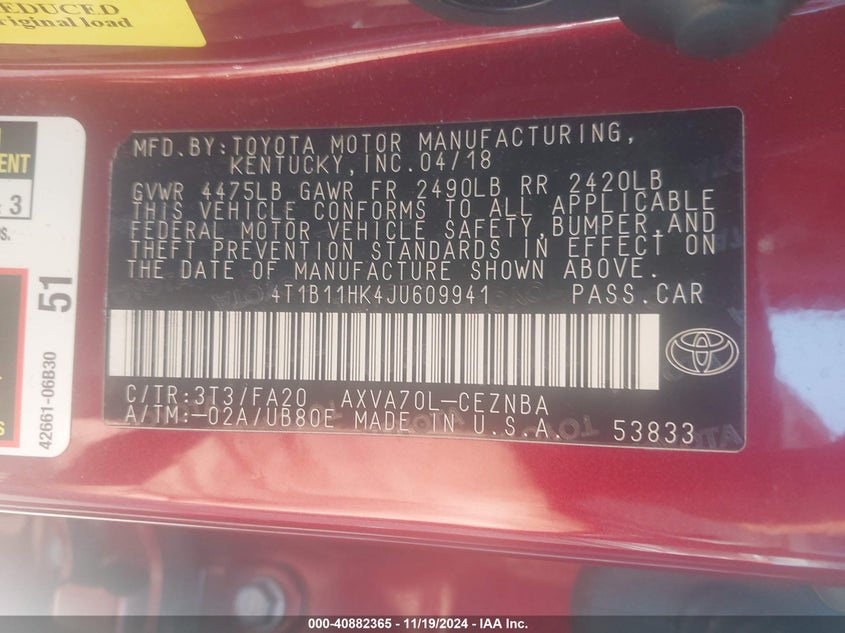 EDUCED
original load
ENT
3
S.
51
42661-06B30
S
MFD.BY:TOYOTA MOTOR MANUFACTURING,
KENTUCKY,INC.04/18
GVWR 4475LB GAWR FR 2490LB RR 2420LB
THIS VEHICLE CONFORMS TO ALL APPLICABLE
FEDERAL MOTOR VEHICLE SAFETY,BUMPER,AND
THEFT PREVENTION STANDARDS IN EFFECT ON
THE DATE OF MANUFACTURE SHOWN ABOVE.
4T1B11HK4JU609941 PASS.CAR
C/TR:3T3/FA20 AXVA70L-CEZNBA
A/TM:-02A/UB80E MADE IN U.S.A. 53833
000-40882365 - 11/19/2024 - IAA Inc.